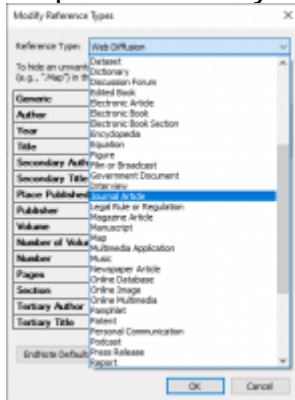 Modify Reference Types
Reference Type: Web Diffusion
To hide an unwant
(e.g., "Map") in th
Generic
Author
Year
Title
Secondary Auth
Secondary Title
Place Published
Publisher
Volume
Number of Volu
Number
Pages
Section
Tertiary Author
Tertiary Title
EndNote Default
Dataset
Dictionary
Discussion Forum
Edited Book
Electronic Article
Electronic Book
Electronic Book Section
Encyclopedia
Equation
Figure
Film or Broadcast
Government Document
Interview
Journal Article
Legal Rule or Regulation
Magazine Article
Manuscript
Map
Multimedia Application
Music
Newspaper Article
Online Database
Online Image
Online Multimedia
Pamphlet
Patent
Personal Communication
Podcast
Press Release
Report
OK Cancel